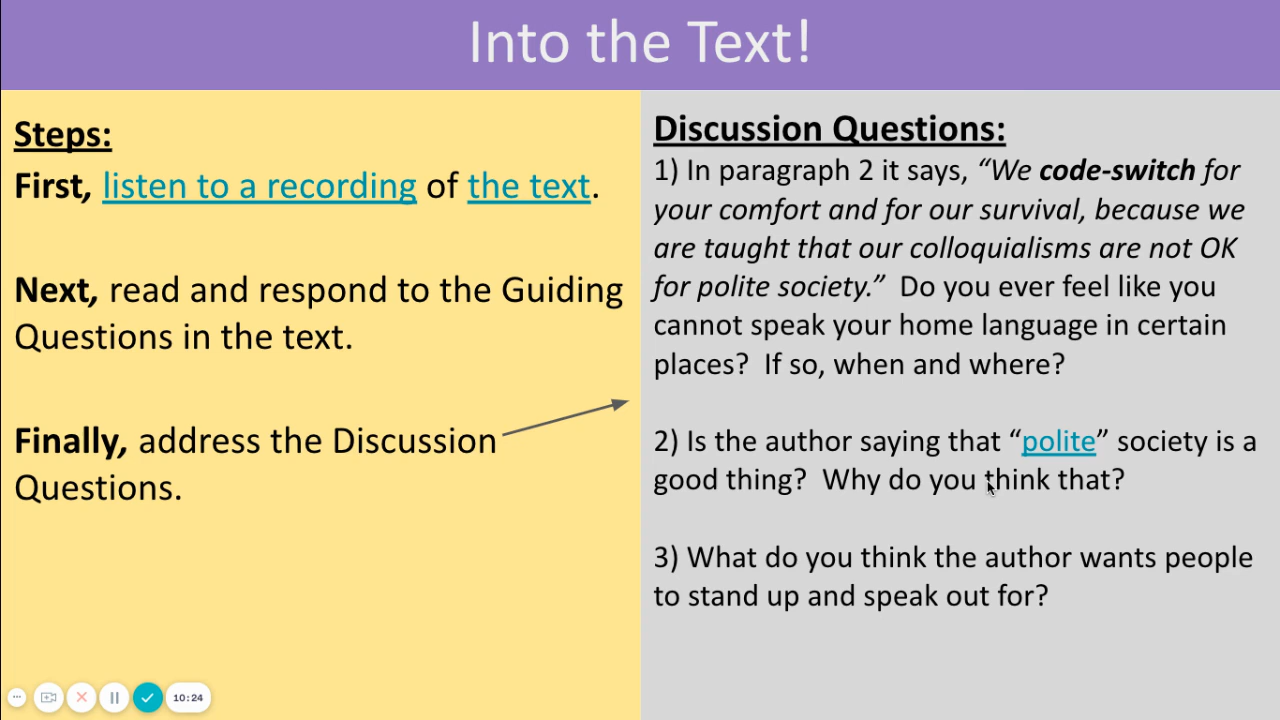 Into the Text!
Steps:
First, listen to a recording of the text.
Next, read and respond to the Guiding
Questions in the text.
Finally, address the Discussion
Questions.
Discussion Questions:
1) In paragraph 2 it says, “We code-switch for
your comfort and for our survival, because we
are taught that our colloquialisms are not OK
for polite society.”  Do you ever feel like you
cannot speak your home language in certain
places?  If so, when and where?
2) Is the author saying that “polite” society is a
good thing?  Why do you think that?
3) What do you think the author wants people
to stand up and speak out for?
10:24